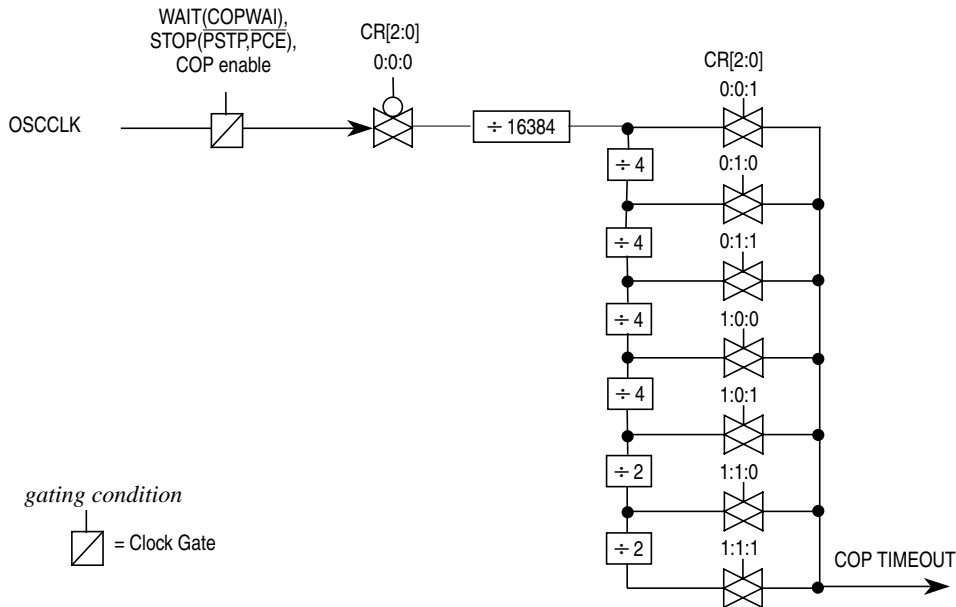 WAIT(COPWAI),
STOP(PSTP,PCE),
COP enable
CR[2:0]
0:0:0
CR[2:0]
0:0:1
OSCCLK
÷ 16384
÷ 4
0:1:0
÷ 4
0:1:1
÷ 4
1:0:0
÷ 4
1:0:1
÷ 2
1:1:0
÷ 2
1:1:1
gating condition
= Clock Gate
COP TIMEOUT